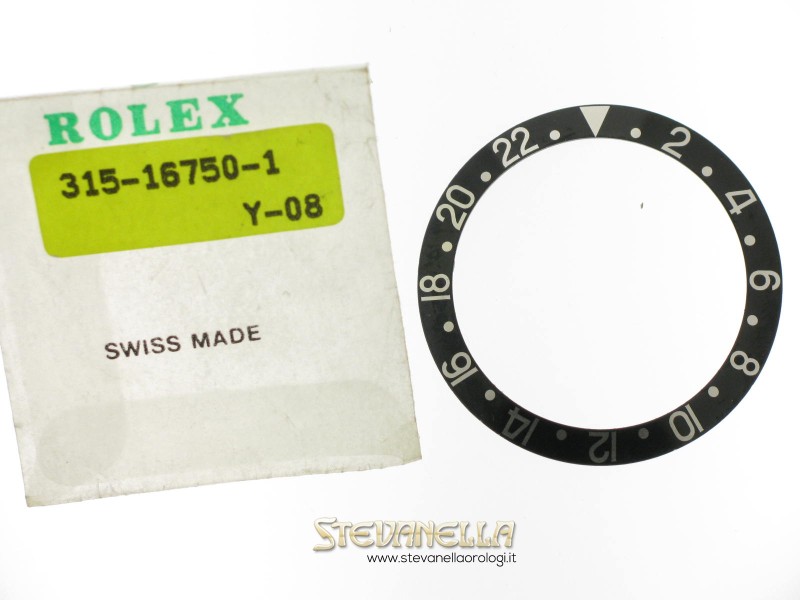 ROLEX
315-16750-1
Y-08
SWISS MADE
2
4
6
8
10
12
14
16
18
20
22
STEVANELLA
www.stevanellaorologi.it